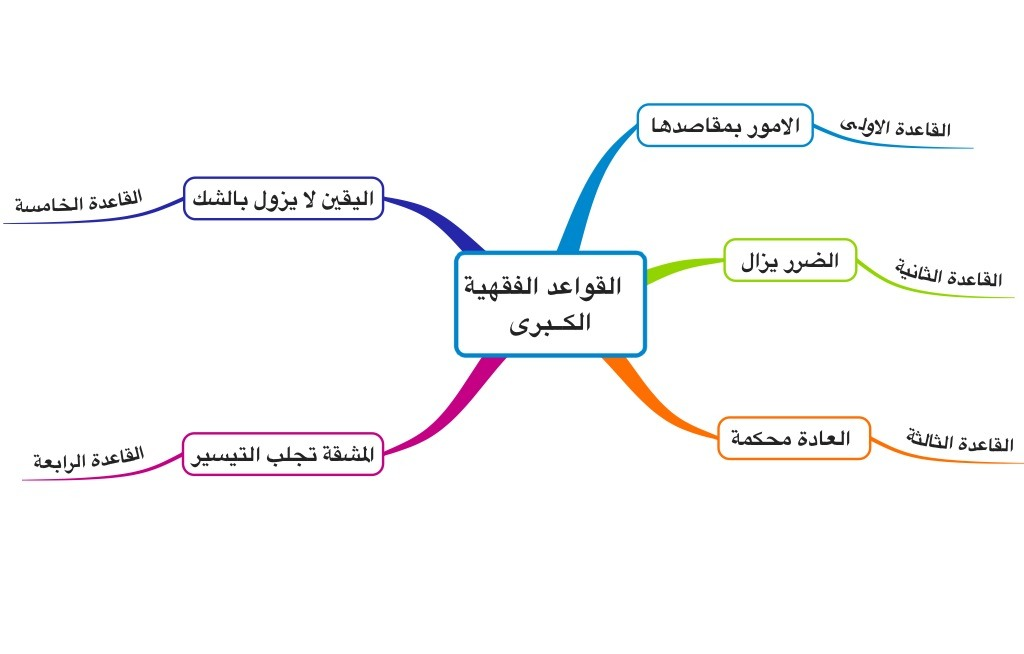 القواعد الفقهية
الكبرى
الامور بمقاصدها
القاعدة الاولى
الضرر يزال
القاعدة الثانية
العادة محكمة
القاعدة الثالثة
المشقة تجلب التيسير
القاعدة الرابعة
اليقين لا يزول بالشك
القاعدة الخامسة